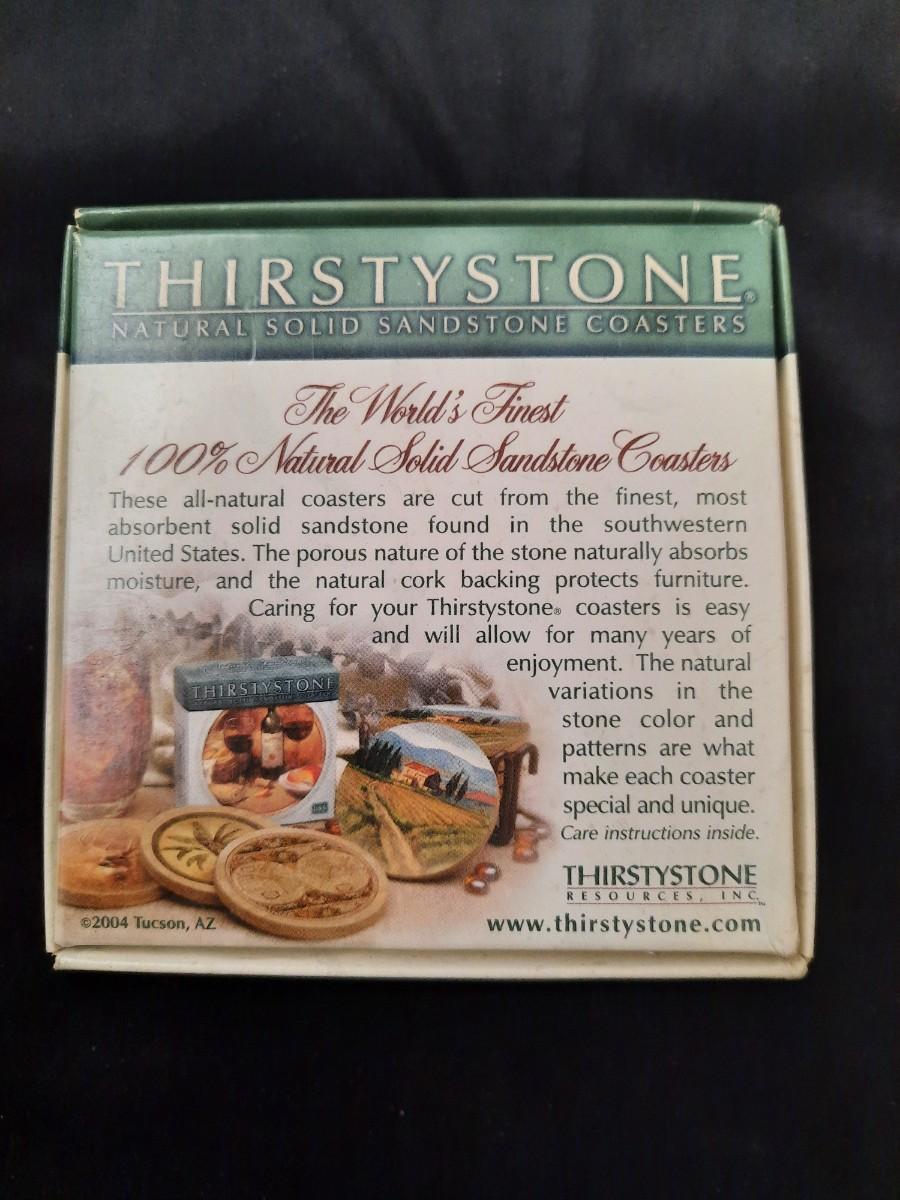 THIRSTYSTONE®
NATURAL SOLID SANDSTONE COASTERS
The World's Finest
100% Natural Solid Sandstone Coasters
These all-natural coasters are cut from the finest, most
absorbent solid sandstone found in the southwestern
United States. The porous nature of the stone naturally absorbs
moisture, and the natural cork backing protects furniture.
Caring for your Thirstystone® coasters is easy
and will allow for many years of
enjoyment. The natural
variations in the
stone color and
patterns are what
make each coaster
special and unique.
Care instructions inside.
THIRSTYSTONE
THIRSTYSTONE
RESOURCES, INC.™
©2004 Tucson, AZ
www.thirstystone.com